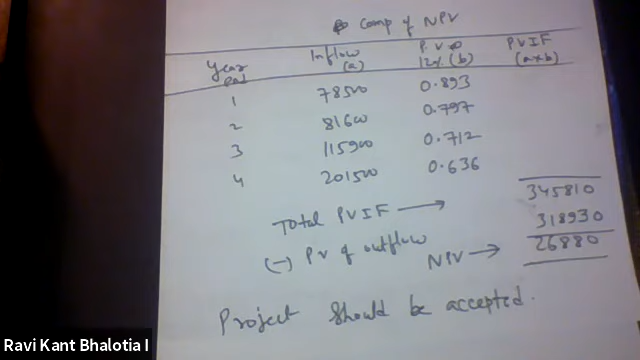 Comp of NPV
Year End Inflow (a) P.V @ 12% (b) PVIF (axb)
1 78500 0.893
2 81600 0.797
3 115900 0.712
4 201500 0.636
Total PVIF → 345810
(-) PV of outflow 318930
NPV → 26880
Project should be accepted.
Ravi Kant Bhalotia I